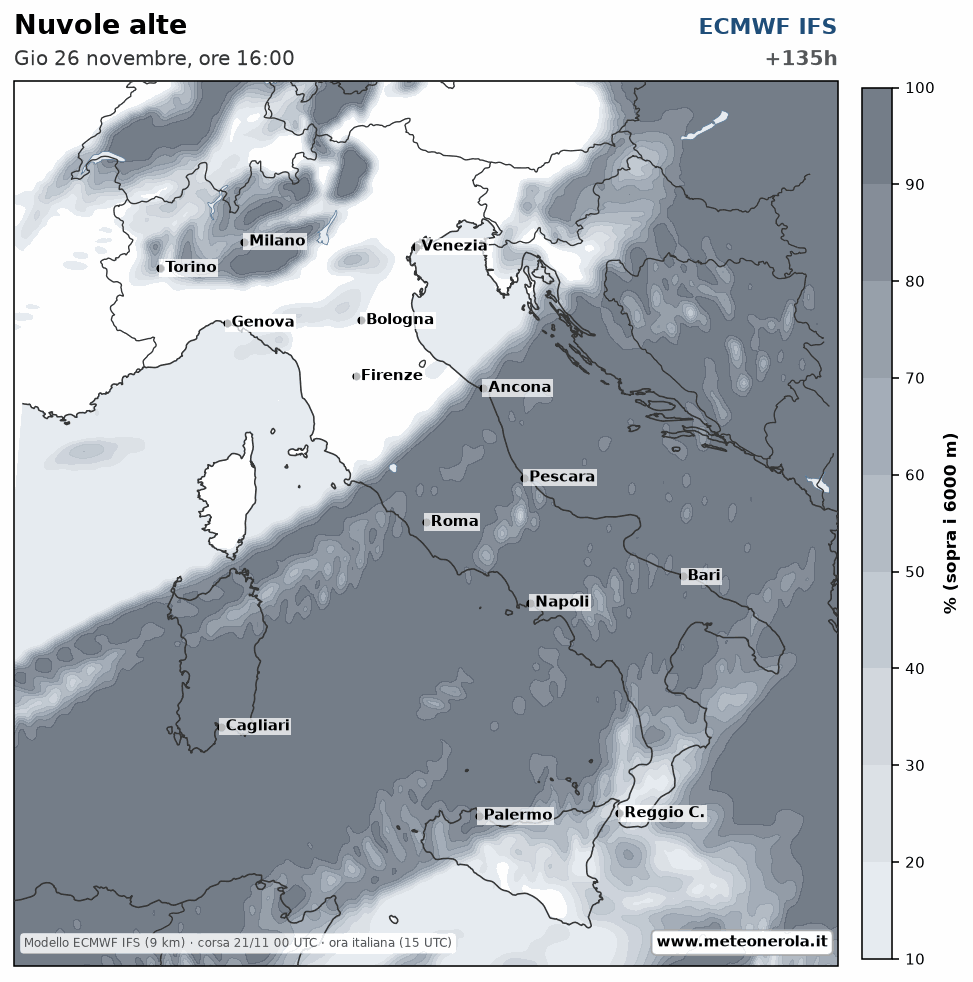 Nuvole alte
ECMWF IFS
Gio 26 novembre, ore 16:00
+135h
100
90
80
70
60
50
40
30
20
10
% (sopra i 6000 m)
Milano
Venezia
Torino
Genova
Bologna
Firenze
Ancona
Pescara
Roma
Bari
Napoli
Cagliari
Palermo
Reggio C.
Modello ECMWF IFS (9 km) · corsa 21/11 00 UTC · ora italiana (15 UTC)
www.meteonerola.it